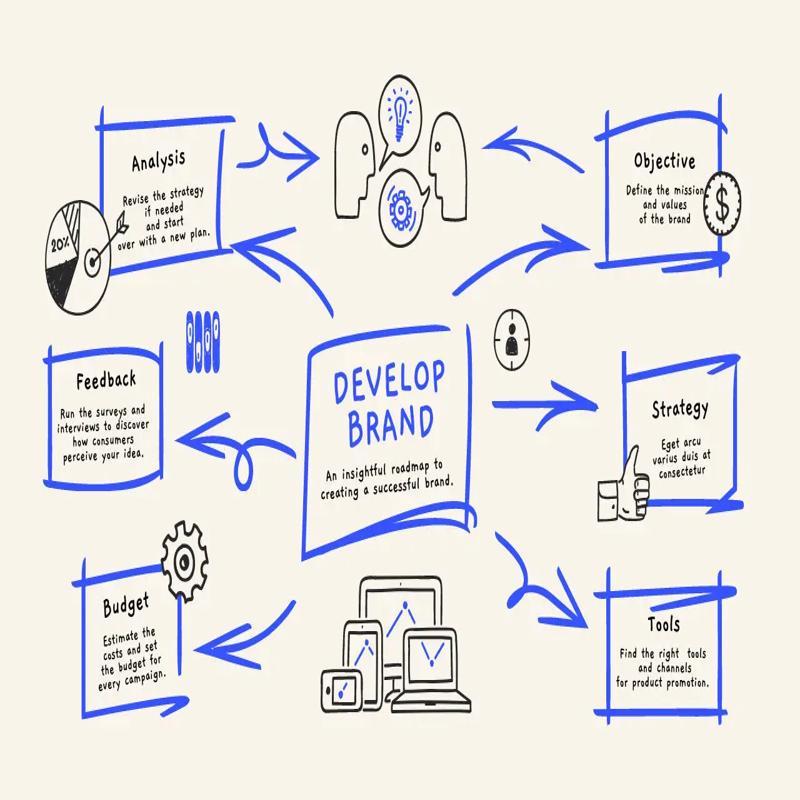 Analysis
Revise the strategy
if needed
and start
over with a new plan.
20%
Objective
Define the mission
and values
of the brand
$
Feedback
Run the surveys and
interviews to discover
how consumers
perceive your idea.
DEVELOP
BRAND
An insightful roadmap to
creating a successful brand.
Strategy
Eget arcu
varius duis at
consectetur
Budget
Estimate the
costs and set
the budget for
every campaign.
Tools
Find the right tools
and channels
for product promotion.